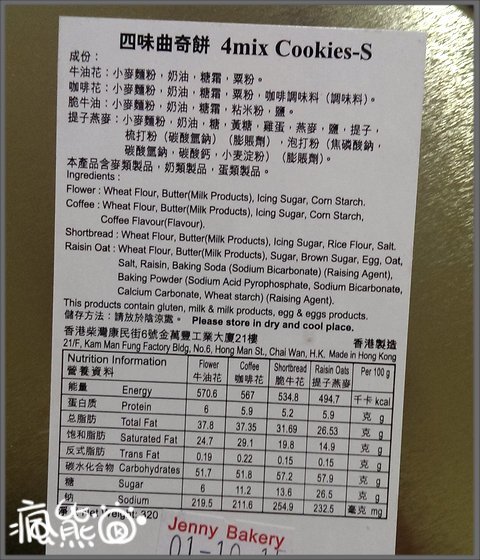 四味曲奇餅 4mix Cookies-S
成份：
牛油花：小麥麵粉，奶油，糖霜，粟粉。
咖啡花：小麥麵粉，奶油，糖霜，粟粉，咖啡調味料（調味料）。
脆牛油：小麥麵粉，奶油，糖霜，粘米粉，鹽。
提子燕麥：小麥麵粉，奶油，糖，黃糖，雞蛋，燕麥，鹽，提子，
梳打粉（碳酸氫鈉）（膨脹劑），泡打粉（焦磷酸鈉，
碳酸氫鈉，碳酸鈣，小麦淀粉）（膨脹劑）。
本產品含麥類製品，奶類製品，蛋類製品。
Ingredients :
Flower : Wheat Flour, Butter(Milk Products), Icing Sugar, Corn Starch.
Coffee : Wheat Flour, Butter(Milk Products), Icing Sugar, Corn Starch,
Coffee Flavour(Flavour).
Shortbread : Wheat Flour, Butter(Milk Products), Icing Sugar, Rice Flour, Salt.
Raisin Oat : Wheat Flour, Butter(Milk Products), Sugar, Brown Sugar, Egg, Oat,
Salt, Raisin, Baking Soda (Sodium Bicarbonate) (Raising Agent),
Baking Powder (Sodium Acid Pyrophosphate, Sodium Bicarbonate,
Calcium Carbonate, Wheat starch) (Raising Agent).
This products contain gluten, milk & milk products, egg & eggs products.
儲存方法：請放於陰涼處。 Please store in dry and cool place.
香港柴灣康民街6號金萬豐工業大廈21樓 香港製造
21/F, Kam Man Fung Factory Bldg, No.6, Hong Man St., Chai Wan, H.K. Made in Hong Kong
Nutrition Information Flower Coffee Shortbread Raisin Oats Per 100 g
營養資料 牛油花 咖啡花 脆牛花 提子燕麥
能量 Energy 570.6 567 534.8 494.7 千卡 kcal
蛋白质 Protein 6 5.9 5.2 5.9 克 g
总脂肪 Total Fat 37.8 37.35 31.69 26.53 克 g
饱和脂肪 Saturated Fat 24.7 29.1 19.8 14.9 克 g
反式脂肪 Trans Fat 0.19 0.22 0.15 0.15 克 g
碳水化合物 Carbohydrates 51.7 51.8 57.2 57.9 克 g
糖 Sugar 6 11.2 13.6 26.5 克 g
钠 Sodium 219.5 211.6 254.9 232.5 毫克 mg
Net Weight: 320
Jenny Bakery
瘋熊窩